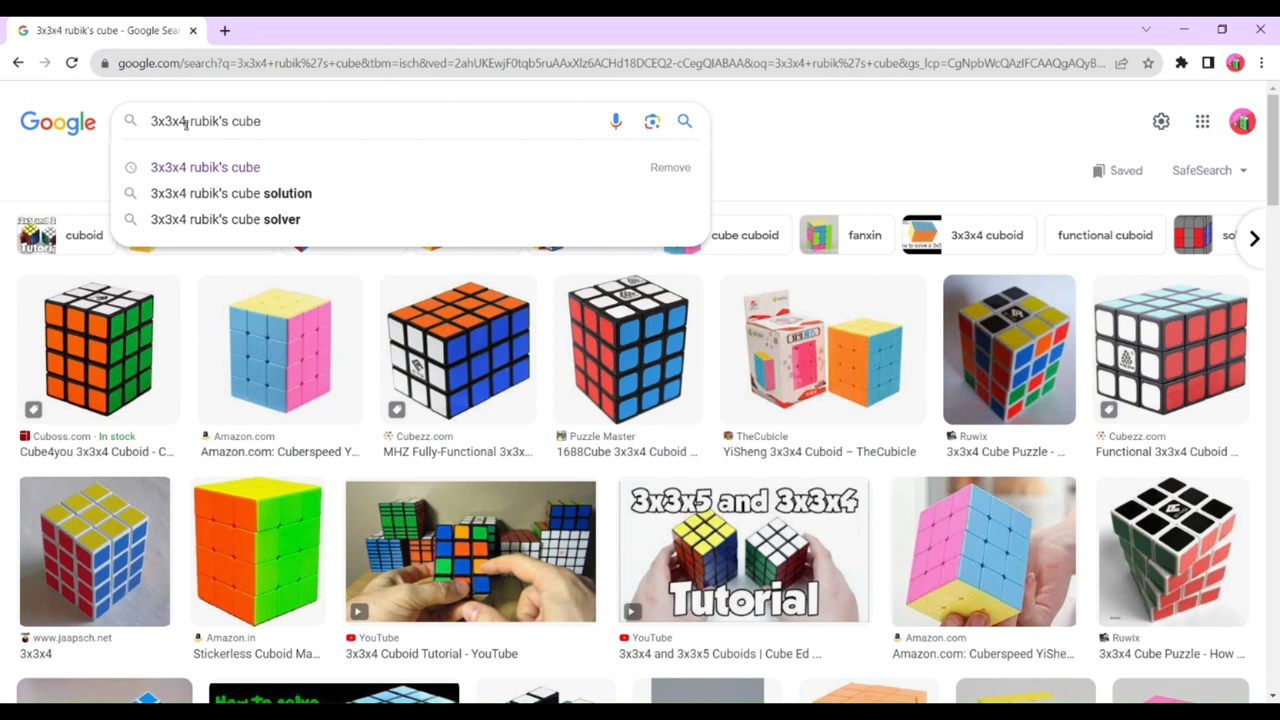 3x3x4 rubik's cube - Google Sear
google.com/search?q=3x3x4+rubik%27s+cube&tbm=isch&ved=2ahUKEwjF0tqb5ruAAxXlz6ACHd18DCEQ2-cCegQIABAA&oq=3x3x4+rubik%27s+cube&gs_lcp=CgNpbWcQAzIFCAAQgAQyB...
Google
3x3x4 rubik's cube
3x3x4 rubik's cube
Remove
3x3x4 rubik's cube solution
3x3x4 rubik's cube solver
Saved
SafeSearch
cuboid
cube cuboid
fanxin
3x3x4 cuboid
functional cuboid
so
Cuboss.com · In stock
Cube4you 3x3x4 Cuboid - C...
Amazon.com
Amazon.com: Cuberspeed Y...
Cubezz.com
MHZ Fully-Functional 3x3x...
Puzzle Master
1688Cube 3x3x4 Cuboid ...
TheCubicle
YiSheng 3x3x4 Cuboid – TheCubicle
Ruwix
3x3x4 Cube Puzzle - ...
Cubezz.com
Functional 3x3x4 Cuboid ...
3x3x5 and 3x3x4
Tutorial
www.jaapsch.net
3x3x4
Amazon.in
Stickerless Cuboid Ma...
YouTube
3x3x4 Cuboid Tutorial - YouTube
YouTube
3x3x4 and 3x3x5 Cuboids | Cube Ed ...
Amazon.com
Amazon.com: Cuberspeed YiShe...
Ruwix
3x3x4 Cube Puzzle - How ...
How to solve